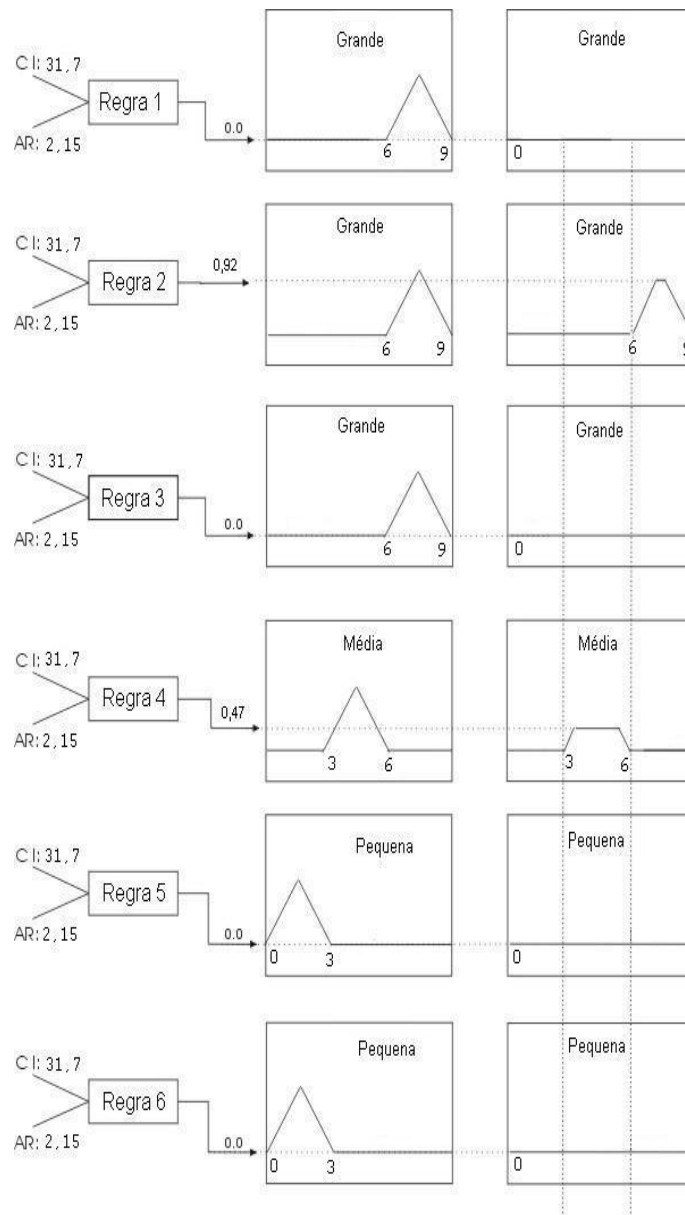 Grande
Grande
CI: 31,7
Regra 1
0.0
AR: 2,15
6
9
0
Grande
Grande
CI: 31,7
0,92
Regra 2
AR: 2,15
6
9
6
9
Grande
Grande
CI: 31,7
Regra 3
0.0
AR: 2,15
6
9
0
Média
Média
CI: 31,7
Regra 4
0,47
AR: 2,15
3
6
3
6
Pequena
Pequena
CI: 31,7
Regra 5
0.0
AR: 2,15
0
3
0
Pequena
Pequena
CI: 31,7
Regra 6
0.0
AR: 2,15
0
3
0